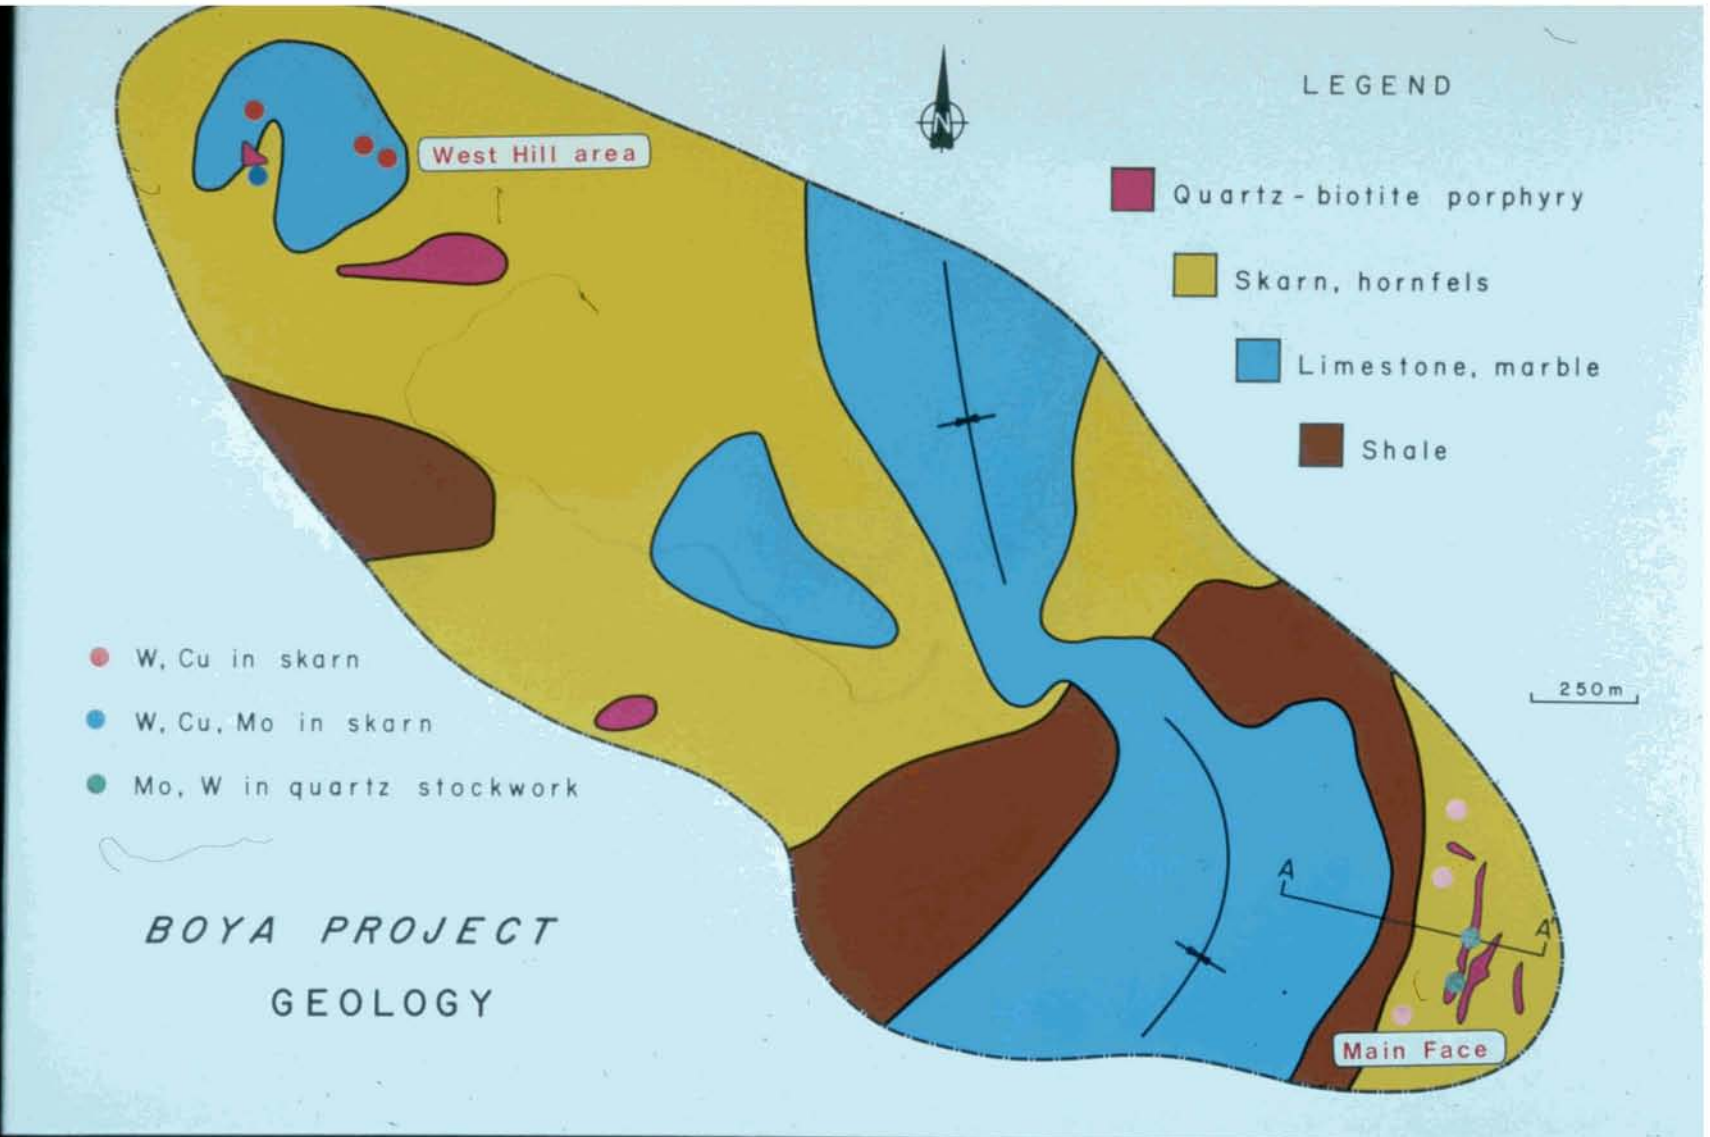 LEGEND
N
West Hill area
Quartz-biotite porphyry
Skarn, hornfels
Limestone, marble
Shale
W, Cu in skarn
250m
W, Cu, Mo in skarn
Mo, W in quartz stockwork
A
A'
BOYA PROJECT
GEOLOGY
Main Face